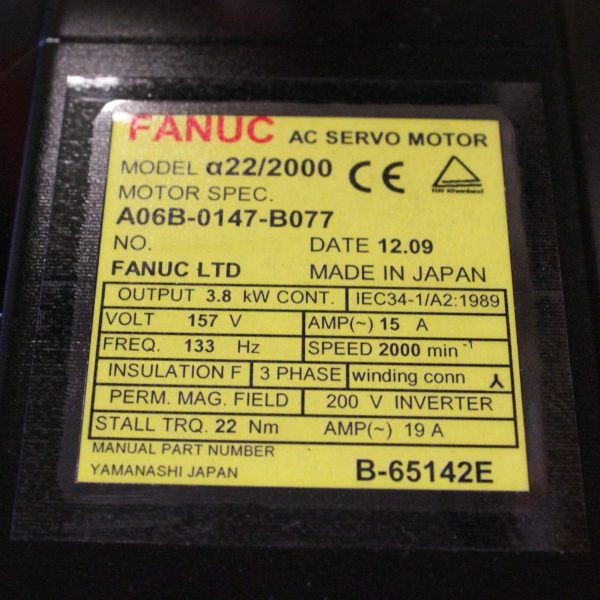 FANUC AC SERVO MOTOR
MODEL α22/2000
MOTOR SPEC.
A06B-0147-B077
NO. DATE 12.09
FANUC LTD MADE IN JAPAN
OUTPUT 3.8 kW CONT. IEC34-1/A2:1989
VOLT 157 V AMP(~) 15 A
FREQ. 133 Hz SPEED 2000 min⁻¹
INSULATION F 3 PHASE winding conn
PERM. MAG. FIELD 200 V INVERTER
STALL TRQ. 22 Nm AMP(~) 19 A
MANUAL PART NUMBER
YAMANASHI JAPAN B-65142E
CE
TÜV Rheinland